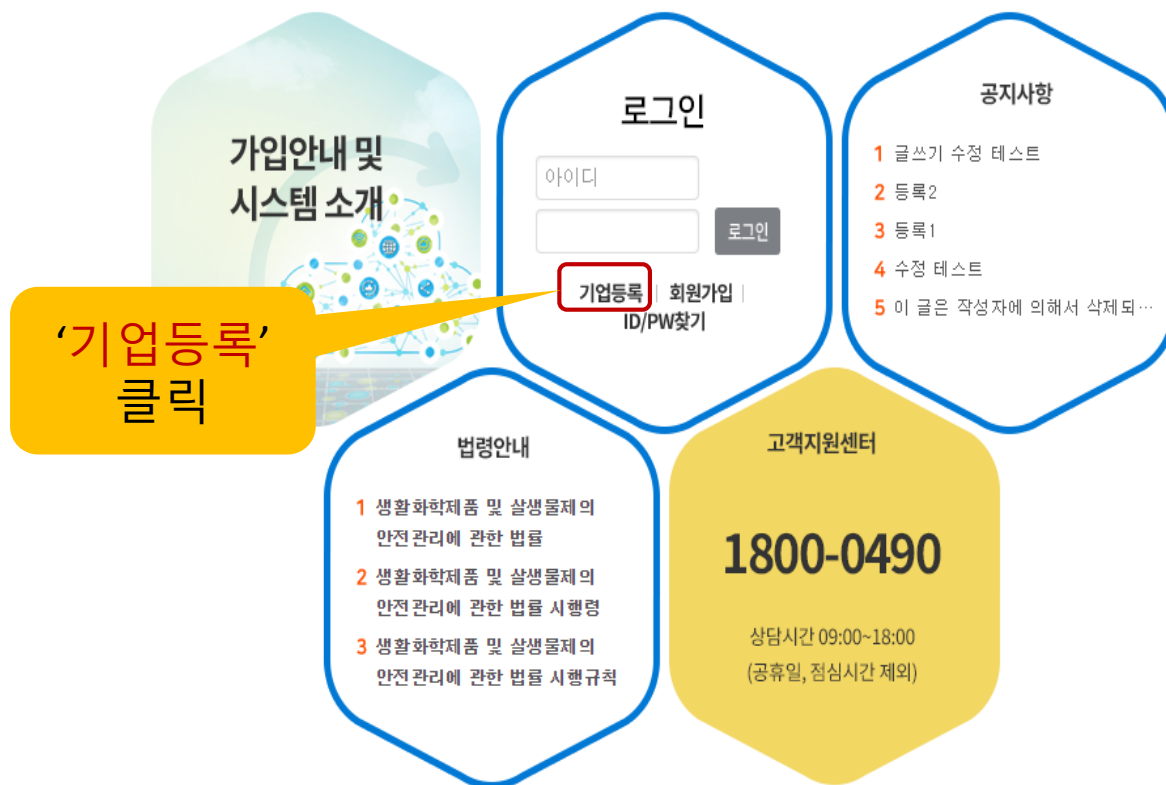 가입안내 및
시스템 소개
로그인
아이디
로그인
기업등록 | 회원가입 |
ID/PW찾기
공지사항
1 글쓰기 수정 테스트
2 등록2
3 등록1
4 수정 테스트
5 이 글은 작성자에 의해서 삭제되…
‘기업등록’
클릭
법령안내
1 생활화학제품 및 살생물제의
안전관리에 관한 법률
2 생활화학제품 및 살생물제의
안전관리에 관한 법률 시행령
3 생활화학제품 및 살생물제의
안전관리에 관한 법률 시행규칙
고객지원센터
1800-0490
상담시간 09:00~18:00
(공휴일, 점심시간 제외)